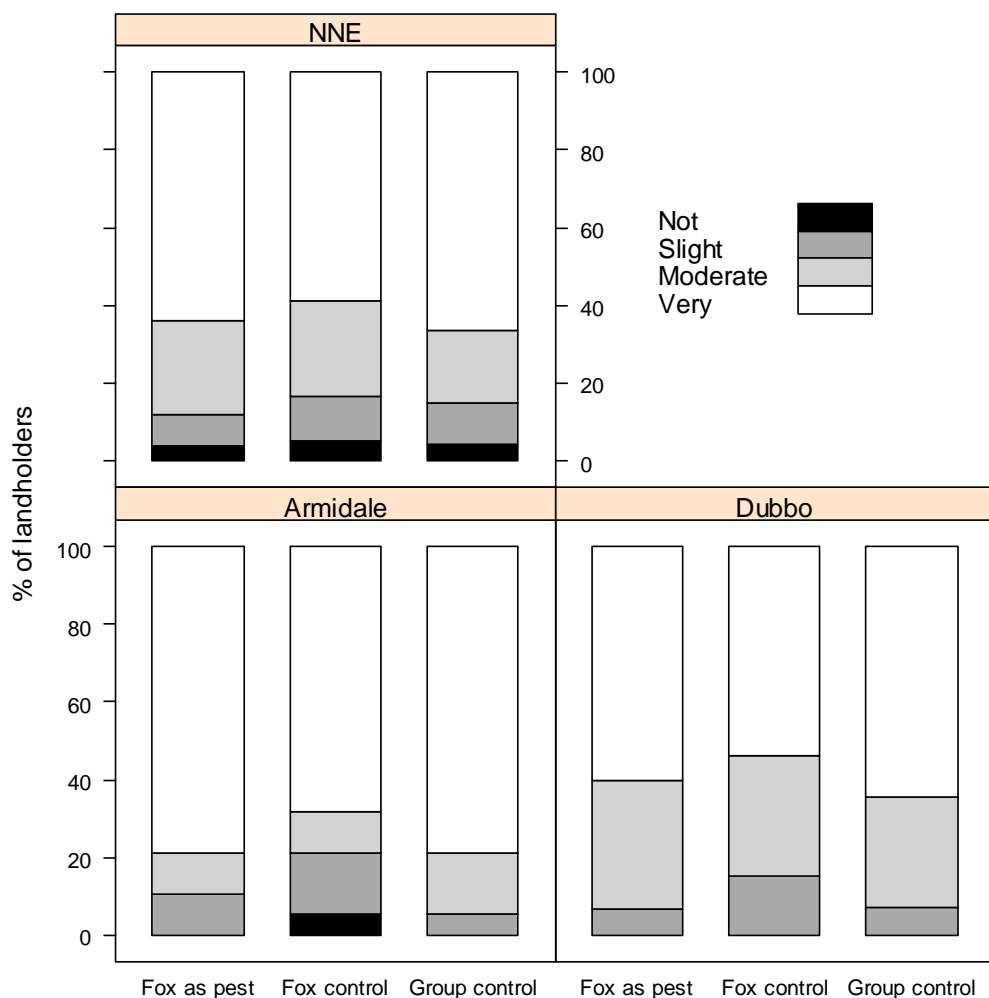 NNE
100
80
60
40
20
0
Not
Slight
Moderate
Very
% of landholders
Armidale
Dubbo
100
80
60
40
20
0
Fox as pest Fox control Group control Fox as pest Fox control Group control